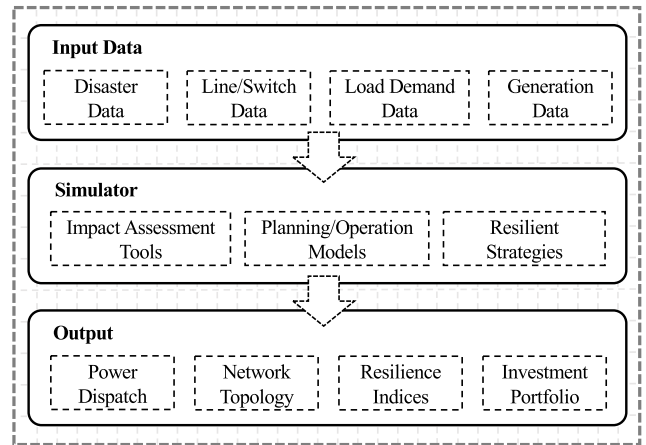 Input Data
Disaster
Data
Line/Switch
Data
Load Demand
Data
Generation
Data
Simulator
Impact Assessment
Tools
Planning/Operation
Models
Resilient
Strategies
Output
Power
Dispatch
Network
Topology
Resilience
Indices
Investment
Portfolio